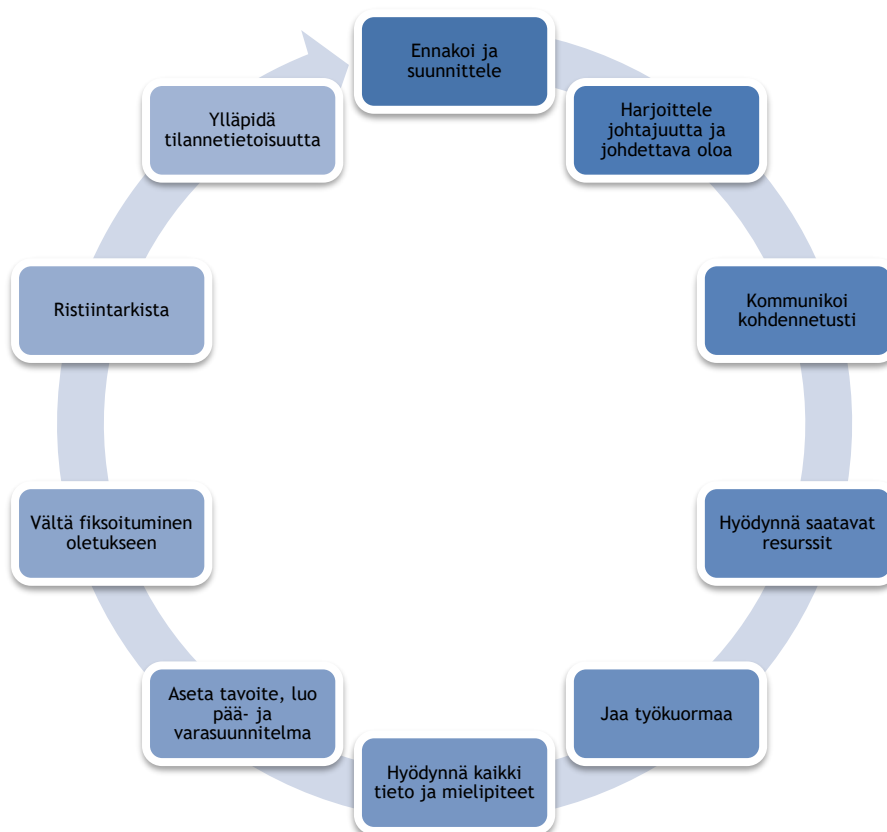 Ennakoi ja
suunnittele
Harjoittele
johtajuutta ja
johdettava oloa
Kommunikoi
kohdennetusti
Hyödynnä saatavat
resurssit
Jaa työkuormaa
Hyödynnä kaikki
tieto ja mielipiteet
Aseta tavoite, luo
pää- ja
varasuunnitelma
Vältä fiksoituminen
oletukseen
Ristiintarkista
Ylläpidä
tilannetietoisuutta